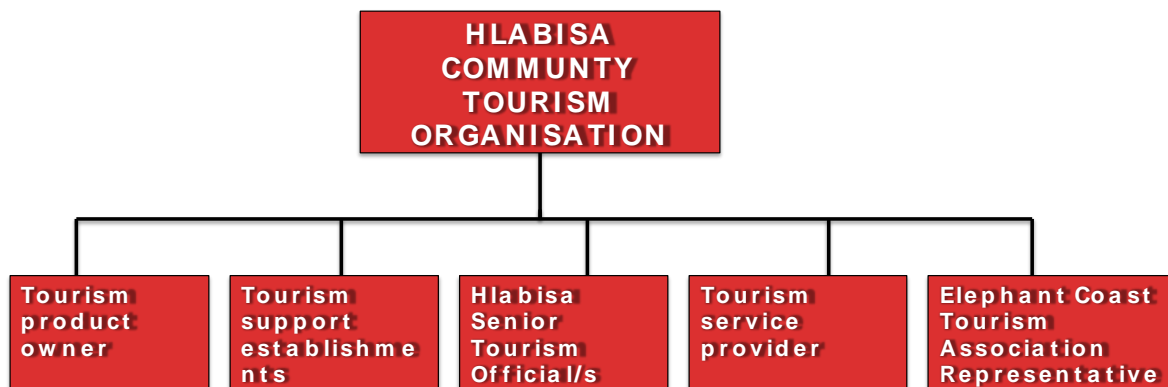 HLABISA
COMMUNTY
TOURISM
ORGANISATION
Tourism
product
owner
Tourism
support
establishme
nts
Hlabisa
Senior
Tourism
Official/s
Tourism
service
provider
Elephant Coast
Tourism
Association
Representative